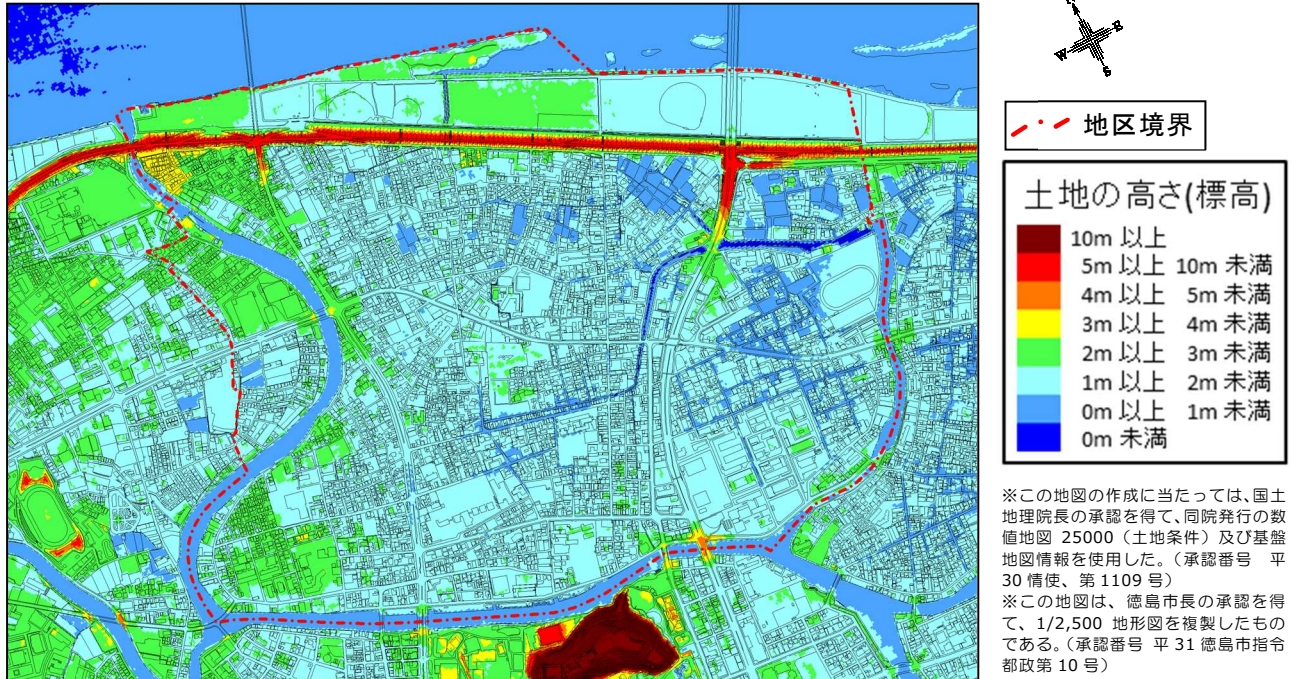 N
W
E
S
地区境界
土地の高さ(標高)
10m 以上
5m 以上 10m 未満
4m 以上 5m 未満
3m 以上 4m 未満
2m 以上 3m 未満
1m 以上 2m 未満
0m 以上 1m 未満
0m 未満
※この地図の作成に当たっては、国土
地理院長の承認を得て、同院発行の数
値地図 25000（土地条件）及び基盤
地図情報を使用した。（承認番号 平
30 情使、第 1109 号）
※この地図は、徳島市長の承認を得
て、1/2,500 地形図を複製したもの
である。（承認番号 平 31 徳島市指令
都政第 10 号）